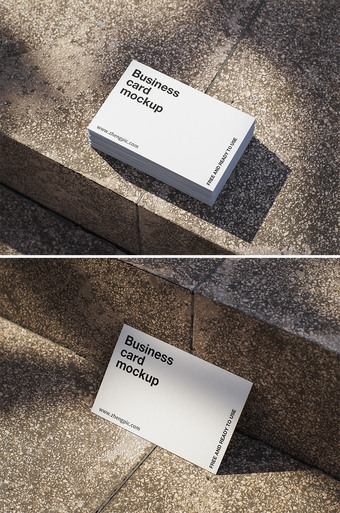 Business
card
mockup
www.zhengpic.com
FREE AND READY TO USE
Business
card
mockup
www.zhengpic.com
FREE AND READY TO USE